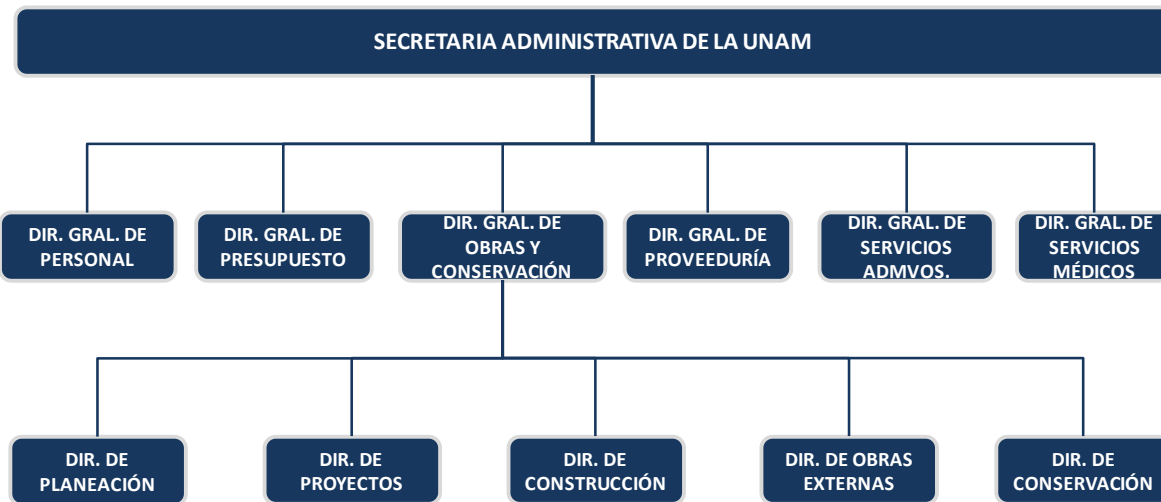 SECRETARIA ADMINISTRATIVA DE LA UNAM
DIR. GRAL. DE
PERSONAL
DIR. GRAL. DE
PRESUPUESTO
DIR. GRAL. DE
OBRAS Y
CONSERVACIÓN
DIR. GRAL. DE
PROVEEDURÍA
DIR. GRAL. DE
SERVICIOS
ADMVOS.
DIR. GRAL. DE
SERVICIOS
MÉDICOS
DIR. DE
PLANEACIÓN
DIR. DE
PROYECTOS
DIR. DE
CONSTRUCCIÓN
DIR. DE OBRAS
EXTERNAS
DIR. DE
CONSERVACIÓN